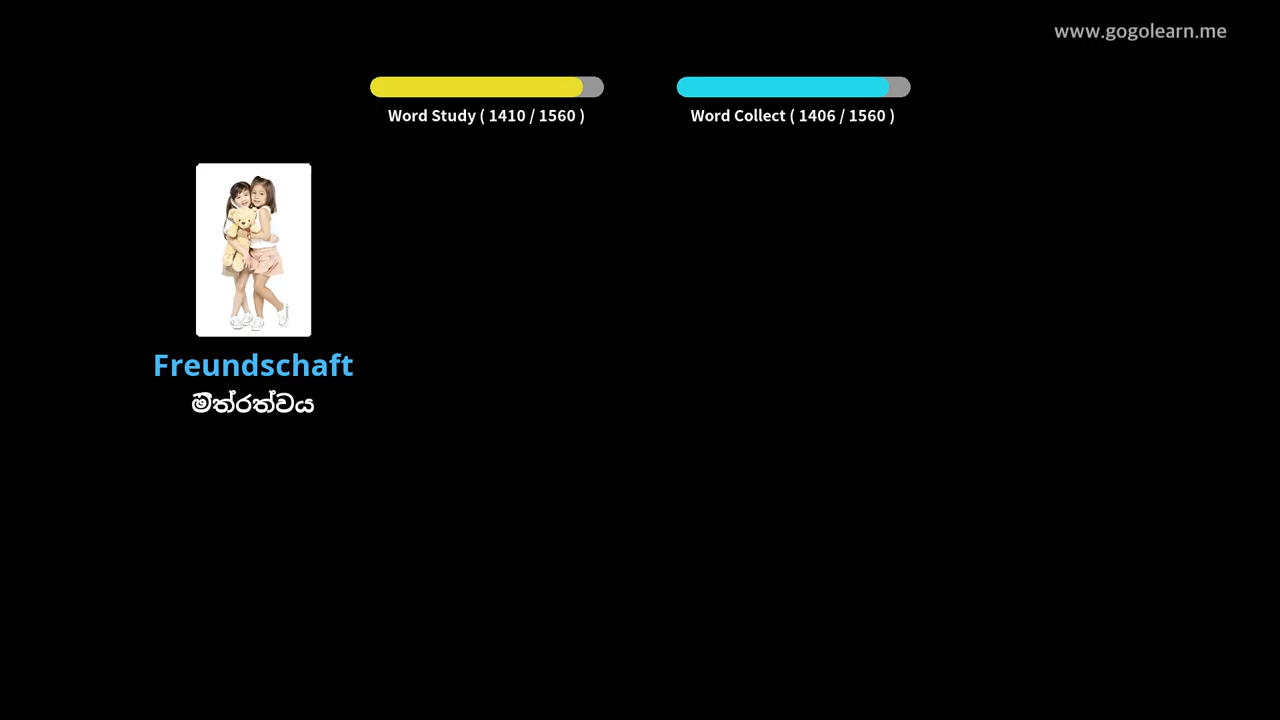 www.gogolearn.me
Word Study ( 1410 / 1560 )
Word Collect ( 1406 / 1560 )
Freundschaft
මිත්රත්වය